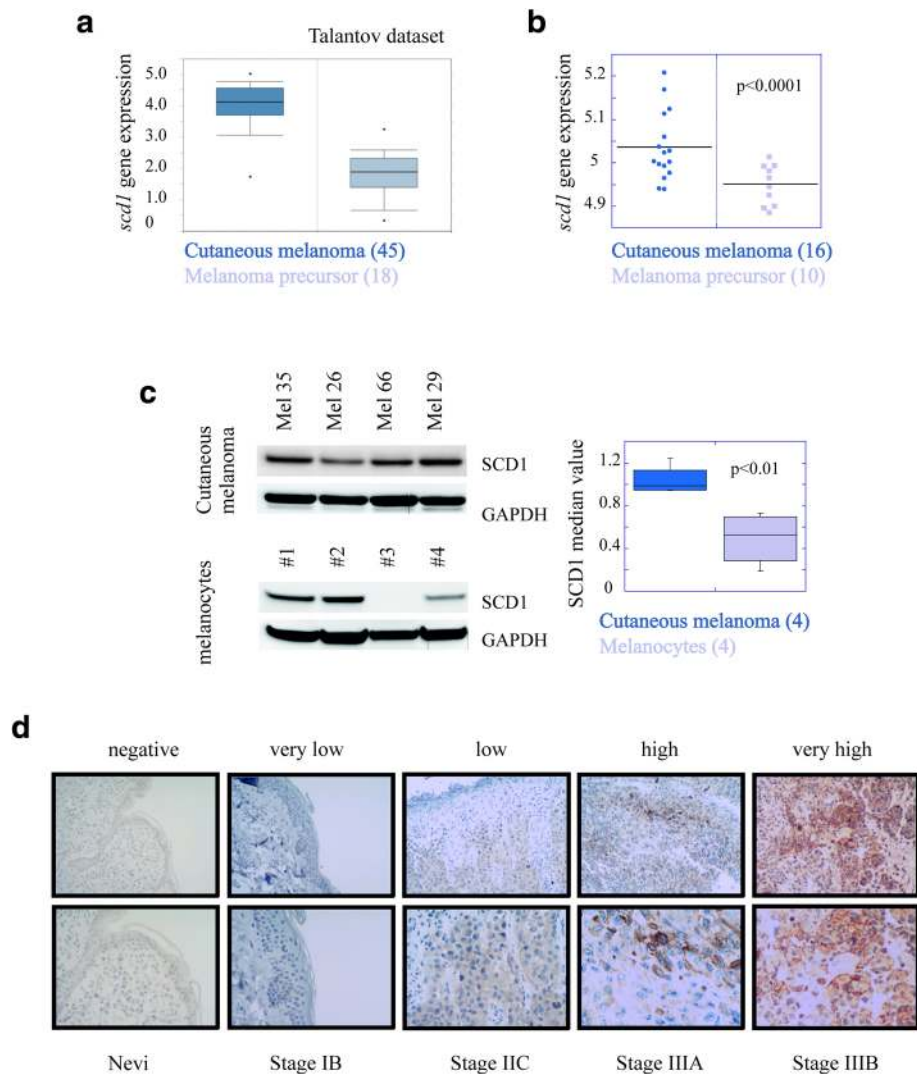 a
Talantov dataset
scd1 gene expression
5.0
4.0
3.0
2.0
1.0
0
Cutaneous melanoma (45)
Melanoma precursor (18)
b
scd1 gene expression
5.2
5.1
5
4.9
p<0.0001
Cutaneous melanoma (16)
Melanoma precursor (10)
c
Mel 35
Mel 26
Mel 66
Mel 29
Cutaneous
melanoma
SCD1
GAPDH
#1
#2
#3
#4
melanocytes
SCD1
GAPDH
SCD1 median value
1.2
0.8
0.4
0
p<0.01
Cutaneous melanoma (4)
Melanocytes (4)
d
negative
very low
low
high
very high
Nevi
Stage IB
Stage IIC
Stage IIIA
Stage IIIB